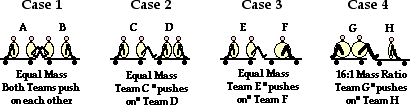 Case 1 Case 2 Case 3 Case 4
A B C D E F G H
Equal Mass
Both Teams push
on each other
Equal Mass
Team C "pushes
on" Team D
Equal Mass
Team E "pushes
on" Team F
16:1 Mass Ratio
Team G "pushes
on" Team H